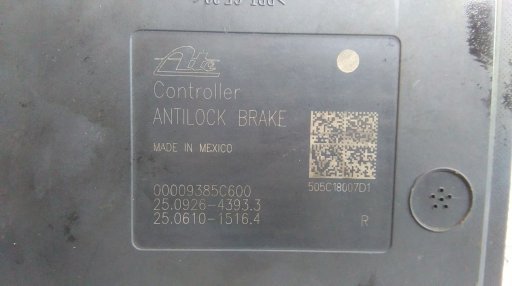 Ate
Controller
ANTILOCK BRAKE
MADE IN MEXICO
505C18007D1
00009385C600
25.0926-4393.3
25.0610-1516.4
R